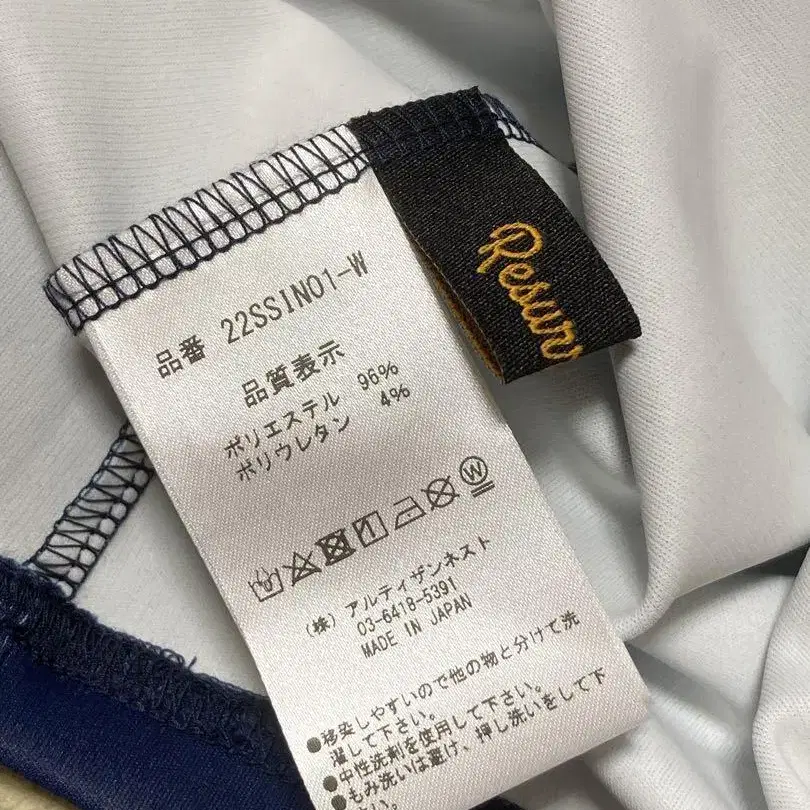 品番 22SSIN01-W
品質表示
ポリエステル 96%
ポリウレタン 4%
W
(株) アルティザンネスト
03-6418-5391
MADE IN JAPAN
●移染しやすいので他の物と分けて洗
濯して下さい。
●中性洗剤を使用して下さい。
●もみ洗いは避け、押し洗いをして下
さい。